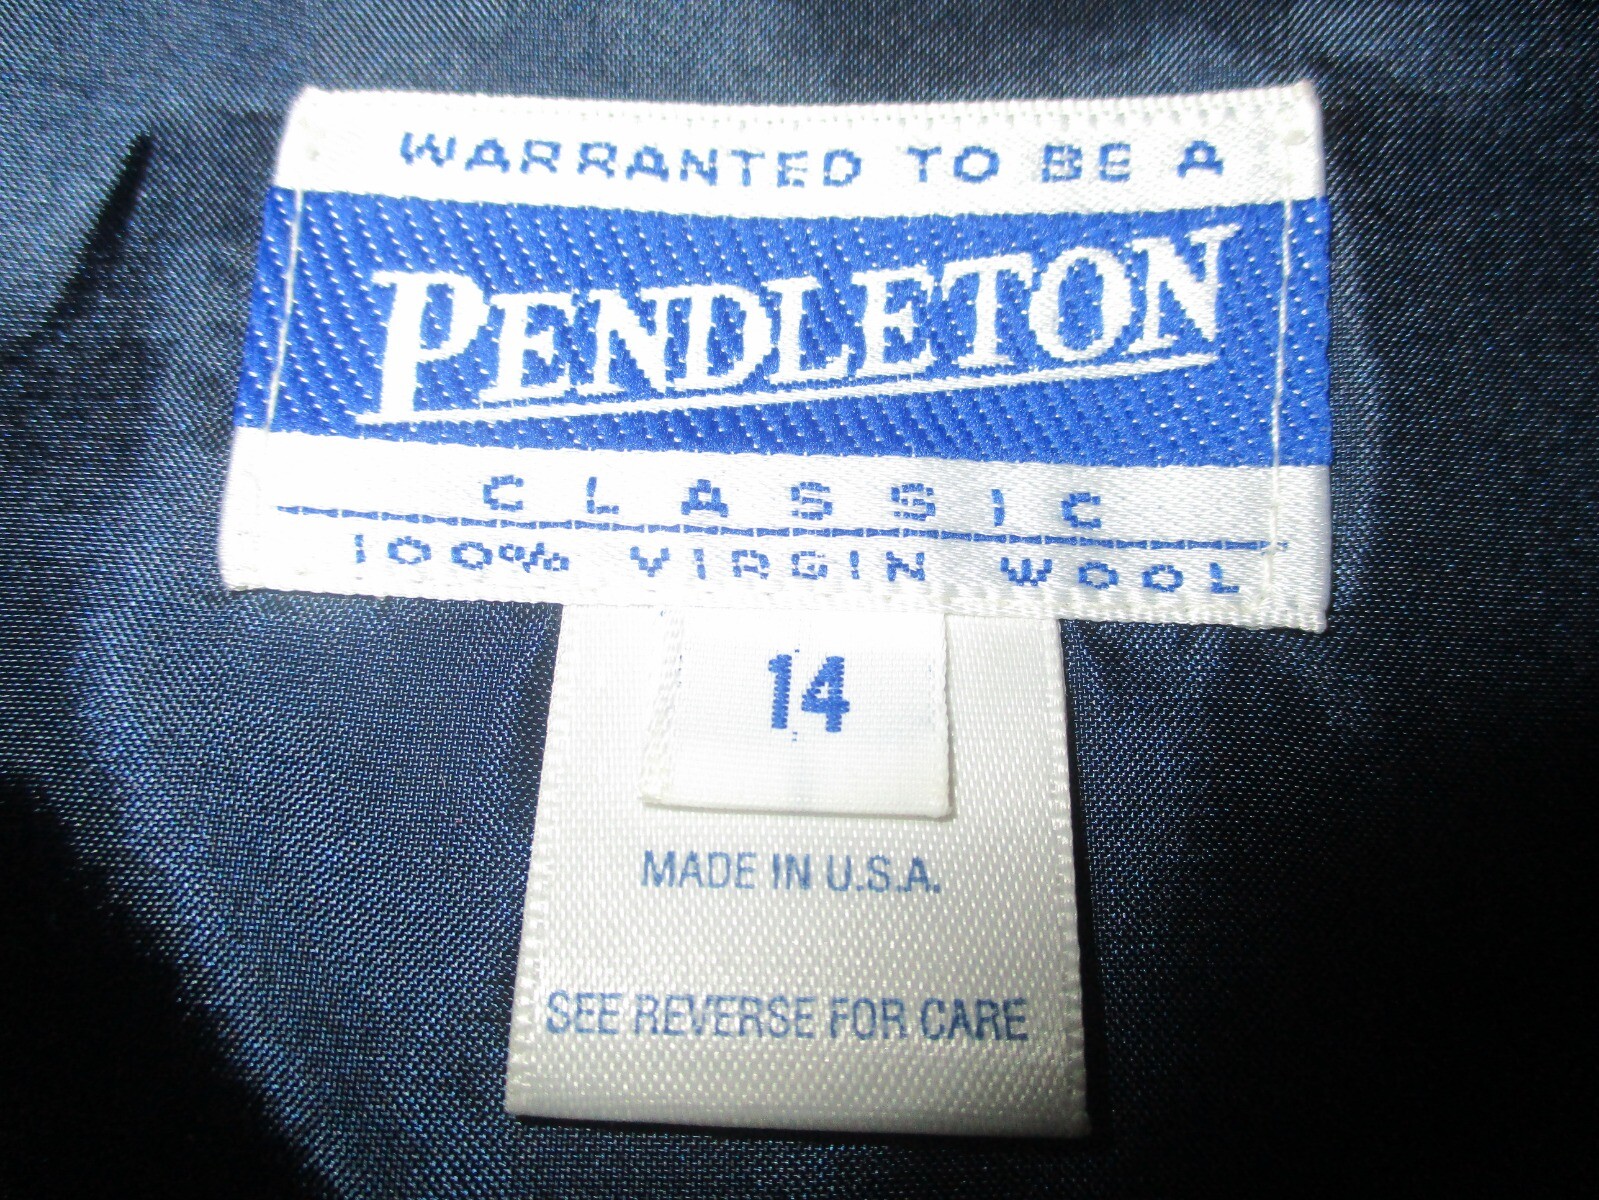 WARRANTED TO BE A
PENDLETON
CLASSIC
100% VIRGIN WOOL
14
MADE IN U.S.A.
SEE REVERSE FOR CARE